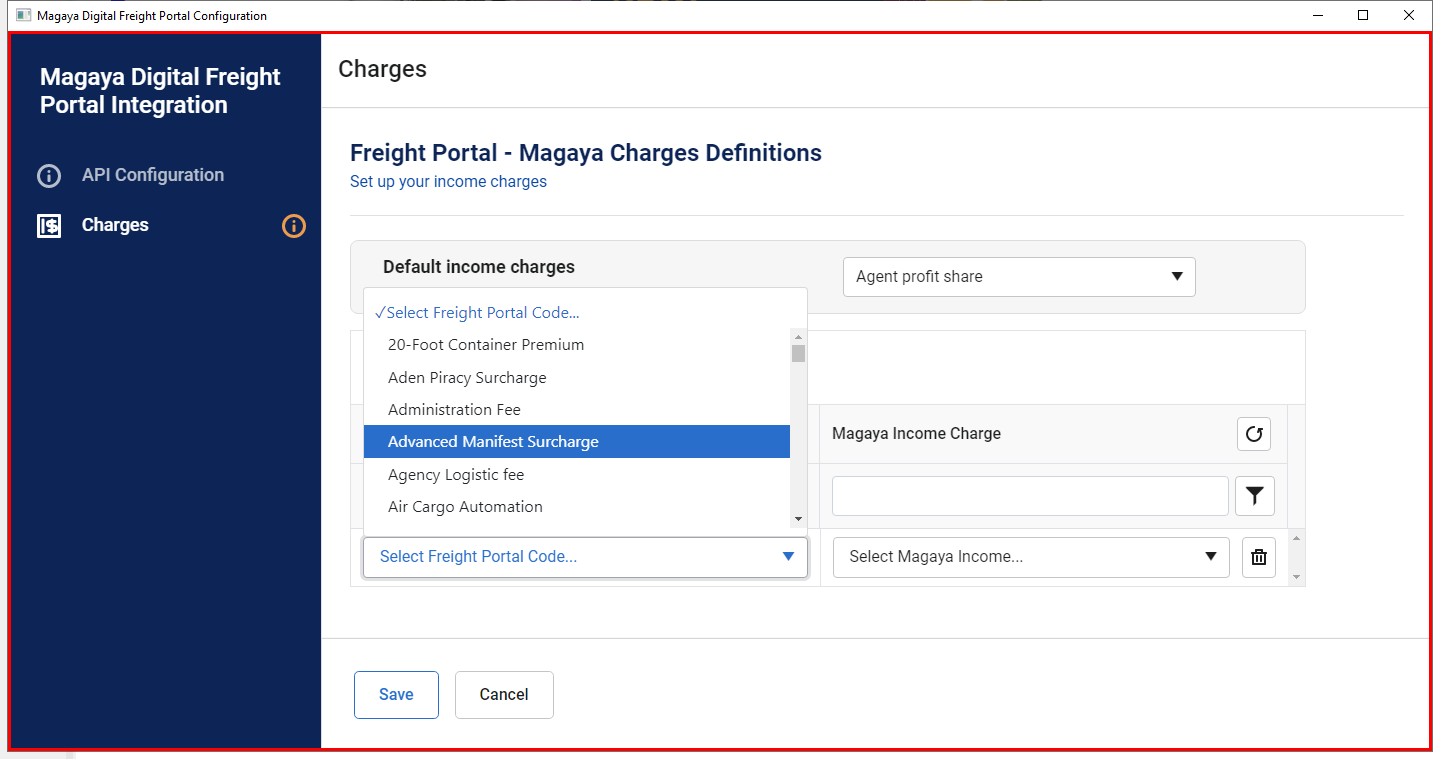 Magaya Digital Freight Portal Configuration
Magaya Digital Freight
Portal Integration
API Configuration
Charges
Charges
Freight Portal - Magaya Charges Definitions
Set up your income charges
Default income charges
Agent profit share
✓Select Freight Portal Code...
20-Foot Container Premium
Aden Piracy Surcharge
Administration Fee
Advanced Manifest Surcharge
Agency Logistic fee
Air Cargo Automation
Magaya Income Charge
Select Freight Portal Code...
Select Magaya Income...
Save
Cancel